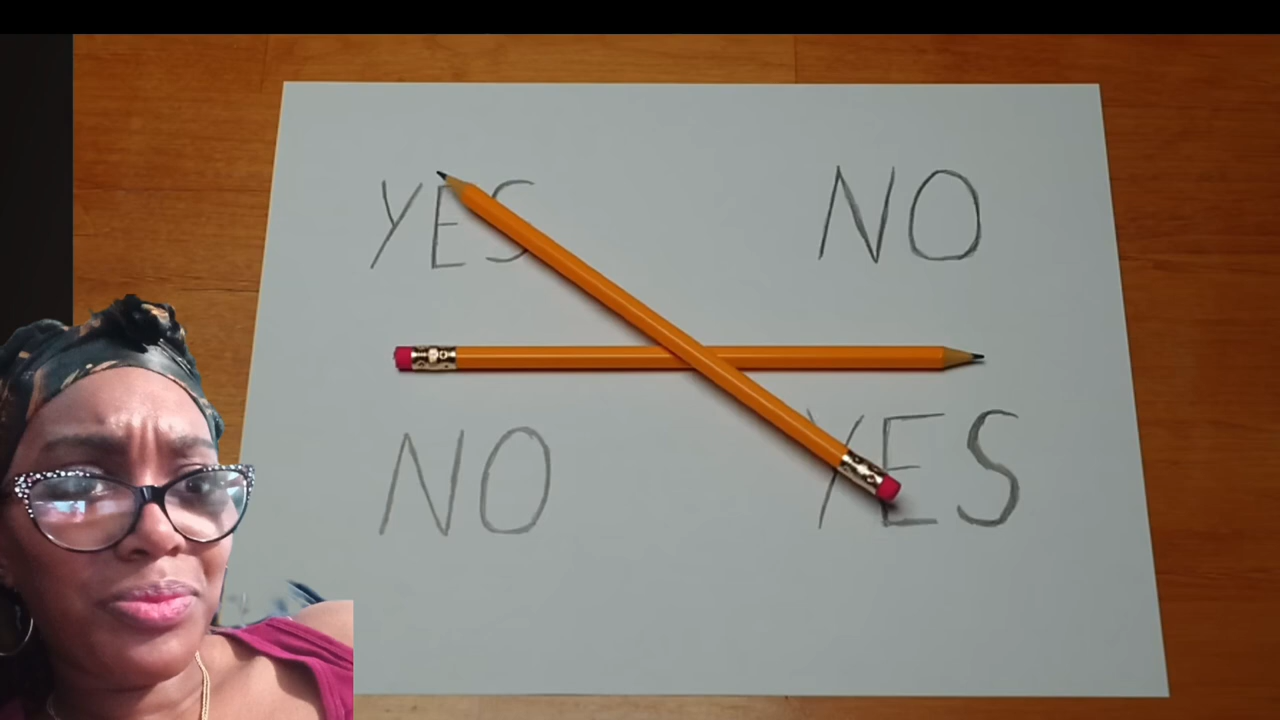 YES NO
NO YES